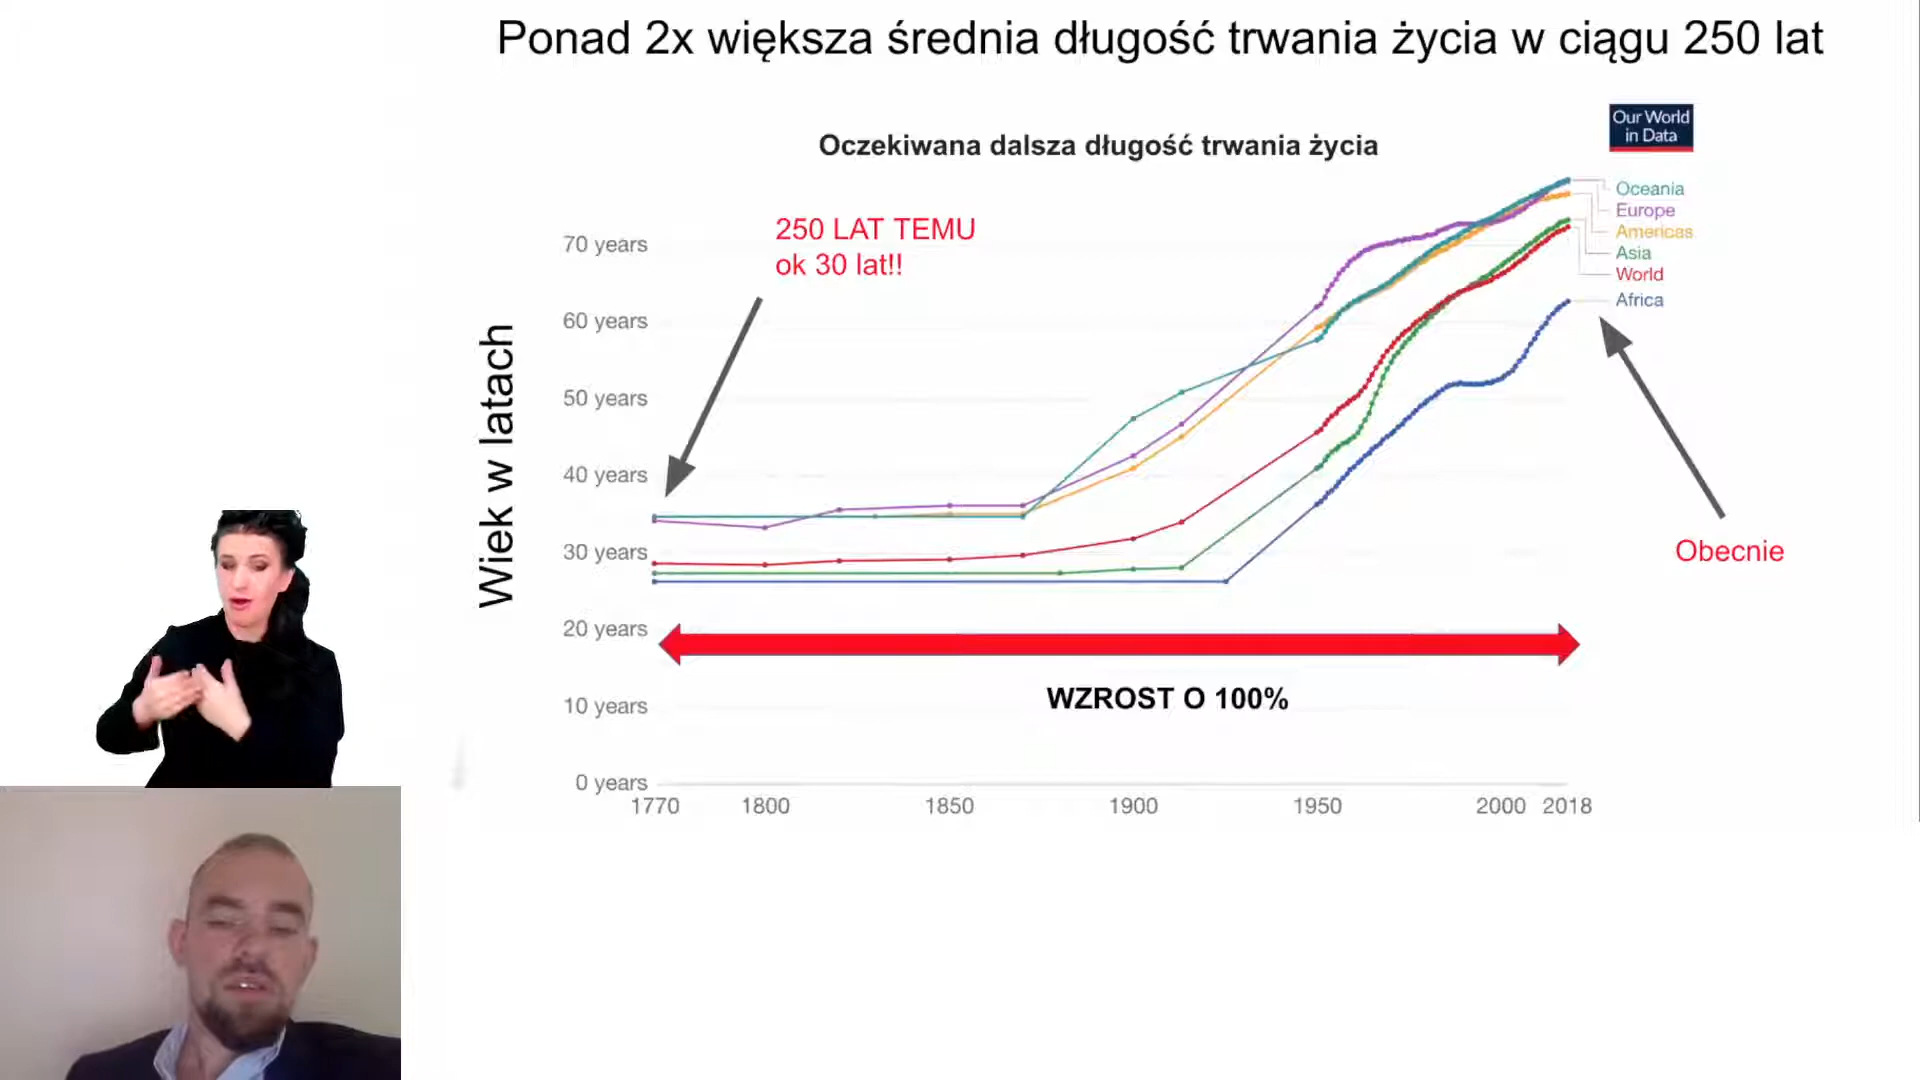 Ponad 2x większa średnia długość trwania życia w ciągu 250 lat
Our World
in Data
Oczekiwana dalsza długość trwania życia
250 LAT TEMU
ok 30 lat!!
Wiek w latach
70 years
60 years
50 years
40 years
30 years
20 years
10 years
0 years
Oceania
Europe
Americas
Asia
World
Africa
Obecnie
WZROST O 100%
1770
1800
1850
1900
1950
2000
2018